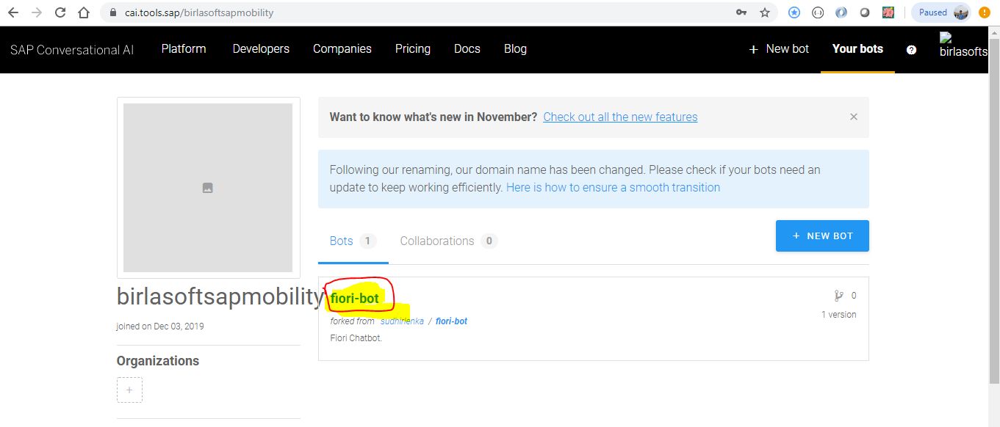 cai.tools.sap/birlasoftsapmobility
Paused
SAP Conversational AI
Platform
Developers
Companies
Pricing
Docs
Blog
+ New bot
Your bots
?
birlasofts
Want to know what's new in November? Check out all the new features
×
Following our renaming, our domain name has been changed. Please check if your bots need an
update to keep working efficiently. Here is how to ensure a smooth transition
Bots 1
Collaborations 0
+ NEW BOT
birlasoftsapmobility
joined on Dec 03, 2019
Organizations
+
fiori-bot
forked from sudhirlenka / fiori-bot
Fiori Chatbot.
0
1 version